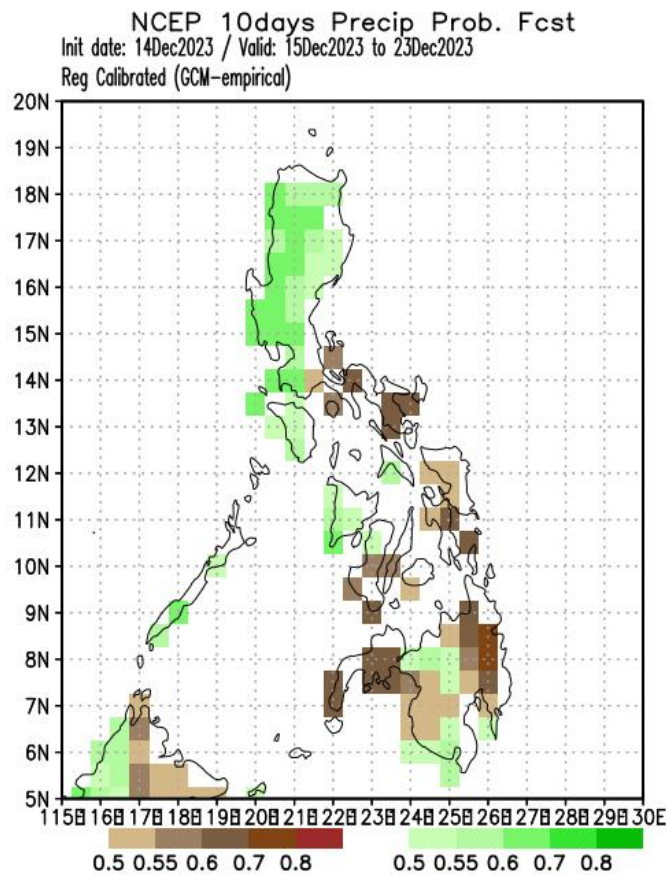 NCEP 10days Precip Prob. Fcst
Init date: 14Dec2023 / Valid: 15Dec2023 to 23Dec2023
Reg Calibrated (GCM-empirical)
20N
19N
18N
17N
16N
15N
14N
13N
12N
11N
10N
9N
8N
7N
6N
5N
115E 116E 117E 118E 119E 120E 121E 122E 123E 124E 125E 126E 127E 128E 129E 130E
0.5 0.55 0.6 0.7 0.8 0.5 0.55 0.6 0.7 0.8